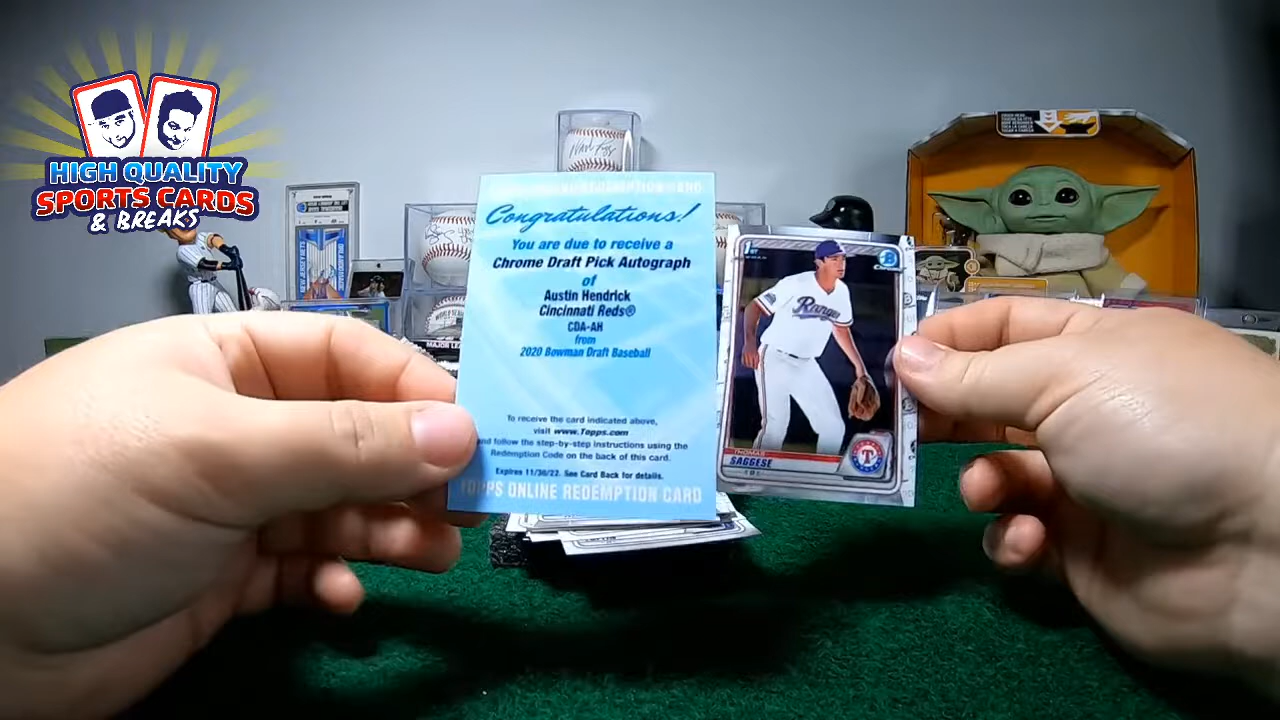 HIGH QUALITY
SPORTS CARDS
& BREAKS
Congratulations!
You are due to receive a
Chrome Draft Pick Autograph
of
Austin Hendrick
Cincinnati Reds®
CDA-AH
from
2020 Bowman Draft Baseball
To receive the card indicated above,
visit www.Topps.com
and follow the step-by-step instructions using the
Redemption Code on the back of this card.
Expires 11/30/22. See Card Back for details.
TOPPS ONLINE REDEMPTION CARD
1ST
Rangers
THOMAS
SAGGESE
T